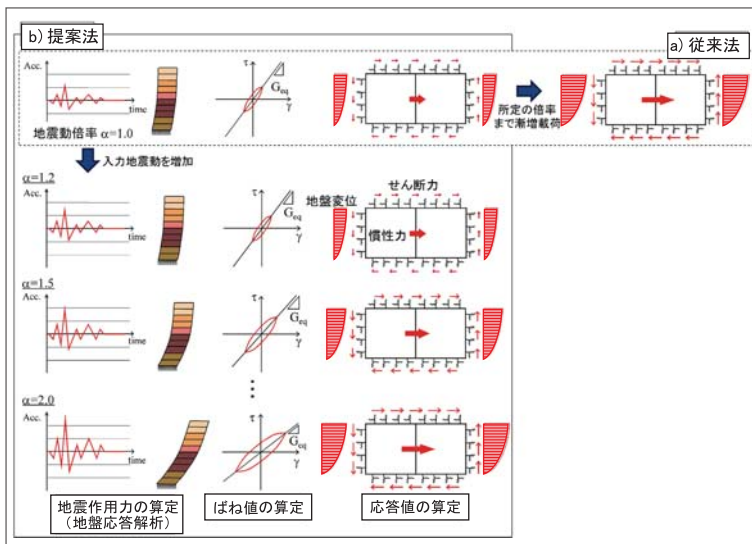 b) 提案法
a) 従来法
Acc.
time
地震動倍率 α=1.0
τ
Geq
γ
所定の倍率
まで漸増載荷
入力地震動を増加
α=1.2
Acc.
time
τ
Geq
γ
地盤変位
せん断力
慣性力
α=1.5
Acc.
time
τ
Geq
γ
⋮
α=2.0
Acc.
time
τ
Geq
γ
地震作用力の算定
(地盤応答解析)
ばね値の算定
応答値の算定